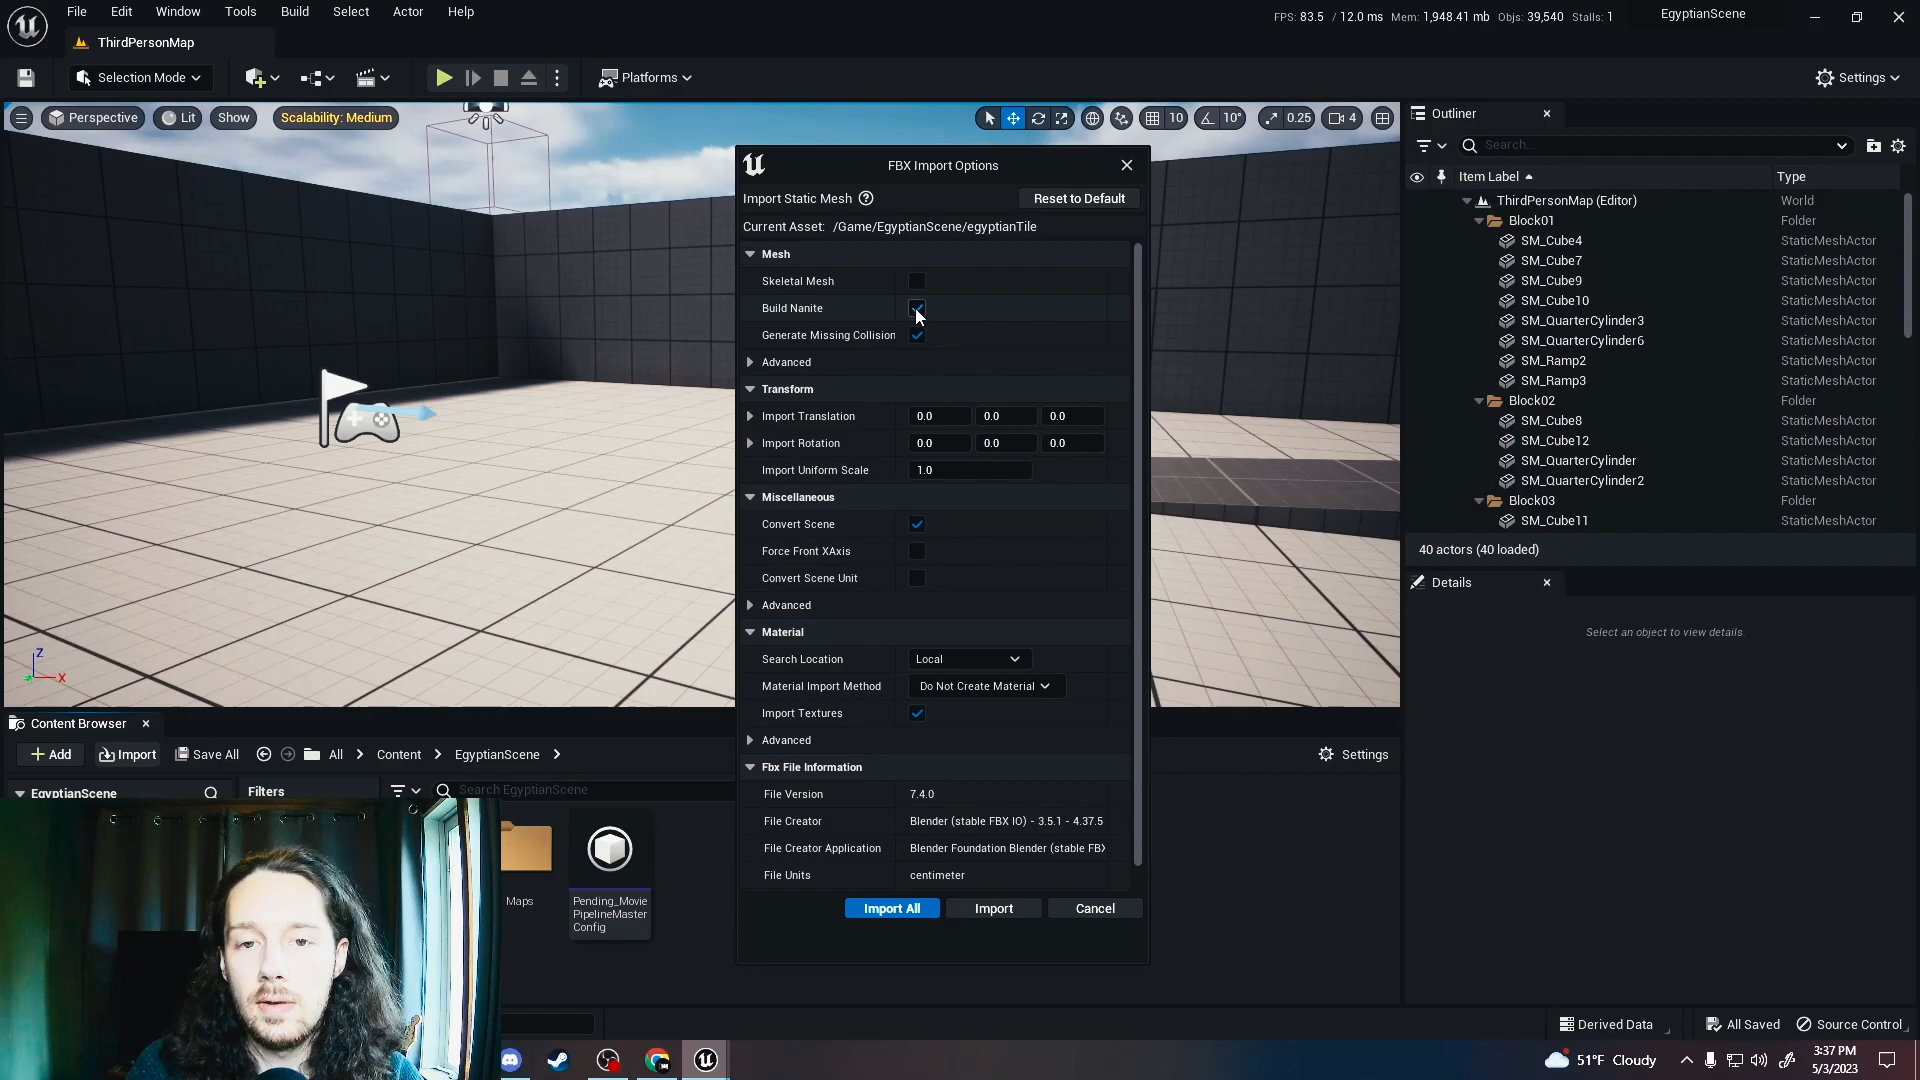 File Edit Window Tools Build Select Actor Help
FPS: 83.5 / 12.0 ms Mem: 1,948.41 mb Objs: 39,540 Stalls: 1
EgyptianScene
ThirdPersonMap
Selection Mode
Platforms
Settings
Perspective Lit Show Scalability: Medium
10 10° 0.25 4
Outliner
Search...
Item Label Type
ThirdPersonMap (Editor) World
Block01 Folder
SM_Cube4 StaticMeshActor
SM_Cube7 StaticMeshActor
SM_Cube9 StaticMeshActor
SM_Cube10 StaticMeshActor
SM_QuarterCylinder3 StaticMeshActor
SM_QuarterCylinder6 StaticMeshActor
SM_Ramp2 StaticMeshActor
SM_Ramp3 StaticMeshActor
Block02 Folder
SM_Cube8 StaticMeshActor
SM_Cube12 StaticMeshActor
SM_QuarterCylinder StaticMeshActor
SM_QuarterCylinder2 StaticMeshActor
Block03 Folder
SM_Cube11 StaticMeshActor
40 actors (40 loaded)
Details
Select an object to view details.
FBX Import Options
Import Static Mesh ? Reset to Default
Current Asset: /Game/EgyptianScene/egyptianTile
Mesh
Skeletal Mesh
Build Nanite
Generate Missing Collision
Advanced
Transform
Import Translation 0.0 0.0 0.0
Import Rotation 0.0 0.0 0.0
Import Uniform Scale 1.0
Miscellaneous
Convert Scene
Force Front XAxis
Convert Scene Unit
Advanced
Material
Search Location Local
Material Import Method Do Not Create Material
Import Textures
Advanced
Fbx File Information
File Version 7.4.0
File Creator Blender (stable FBX IO) - 3.5.1 - 4.37.5
File Creator Application Blender Foundation Blender (stable FBX
File Units centimeter
Import All Import Cancel
Z
X
Content Browser
Add Import Save All All Content EgyptianScene
Settings
EgyptianScene Filters Search EgyptianScene
Maps
Pending_Movie
PipelineMaster
Config
Derived Data All Saved Source Control
51°F Cloudy
3:37 PM
5/3/2023